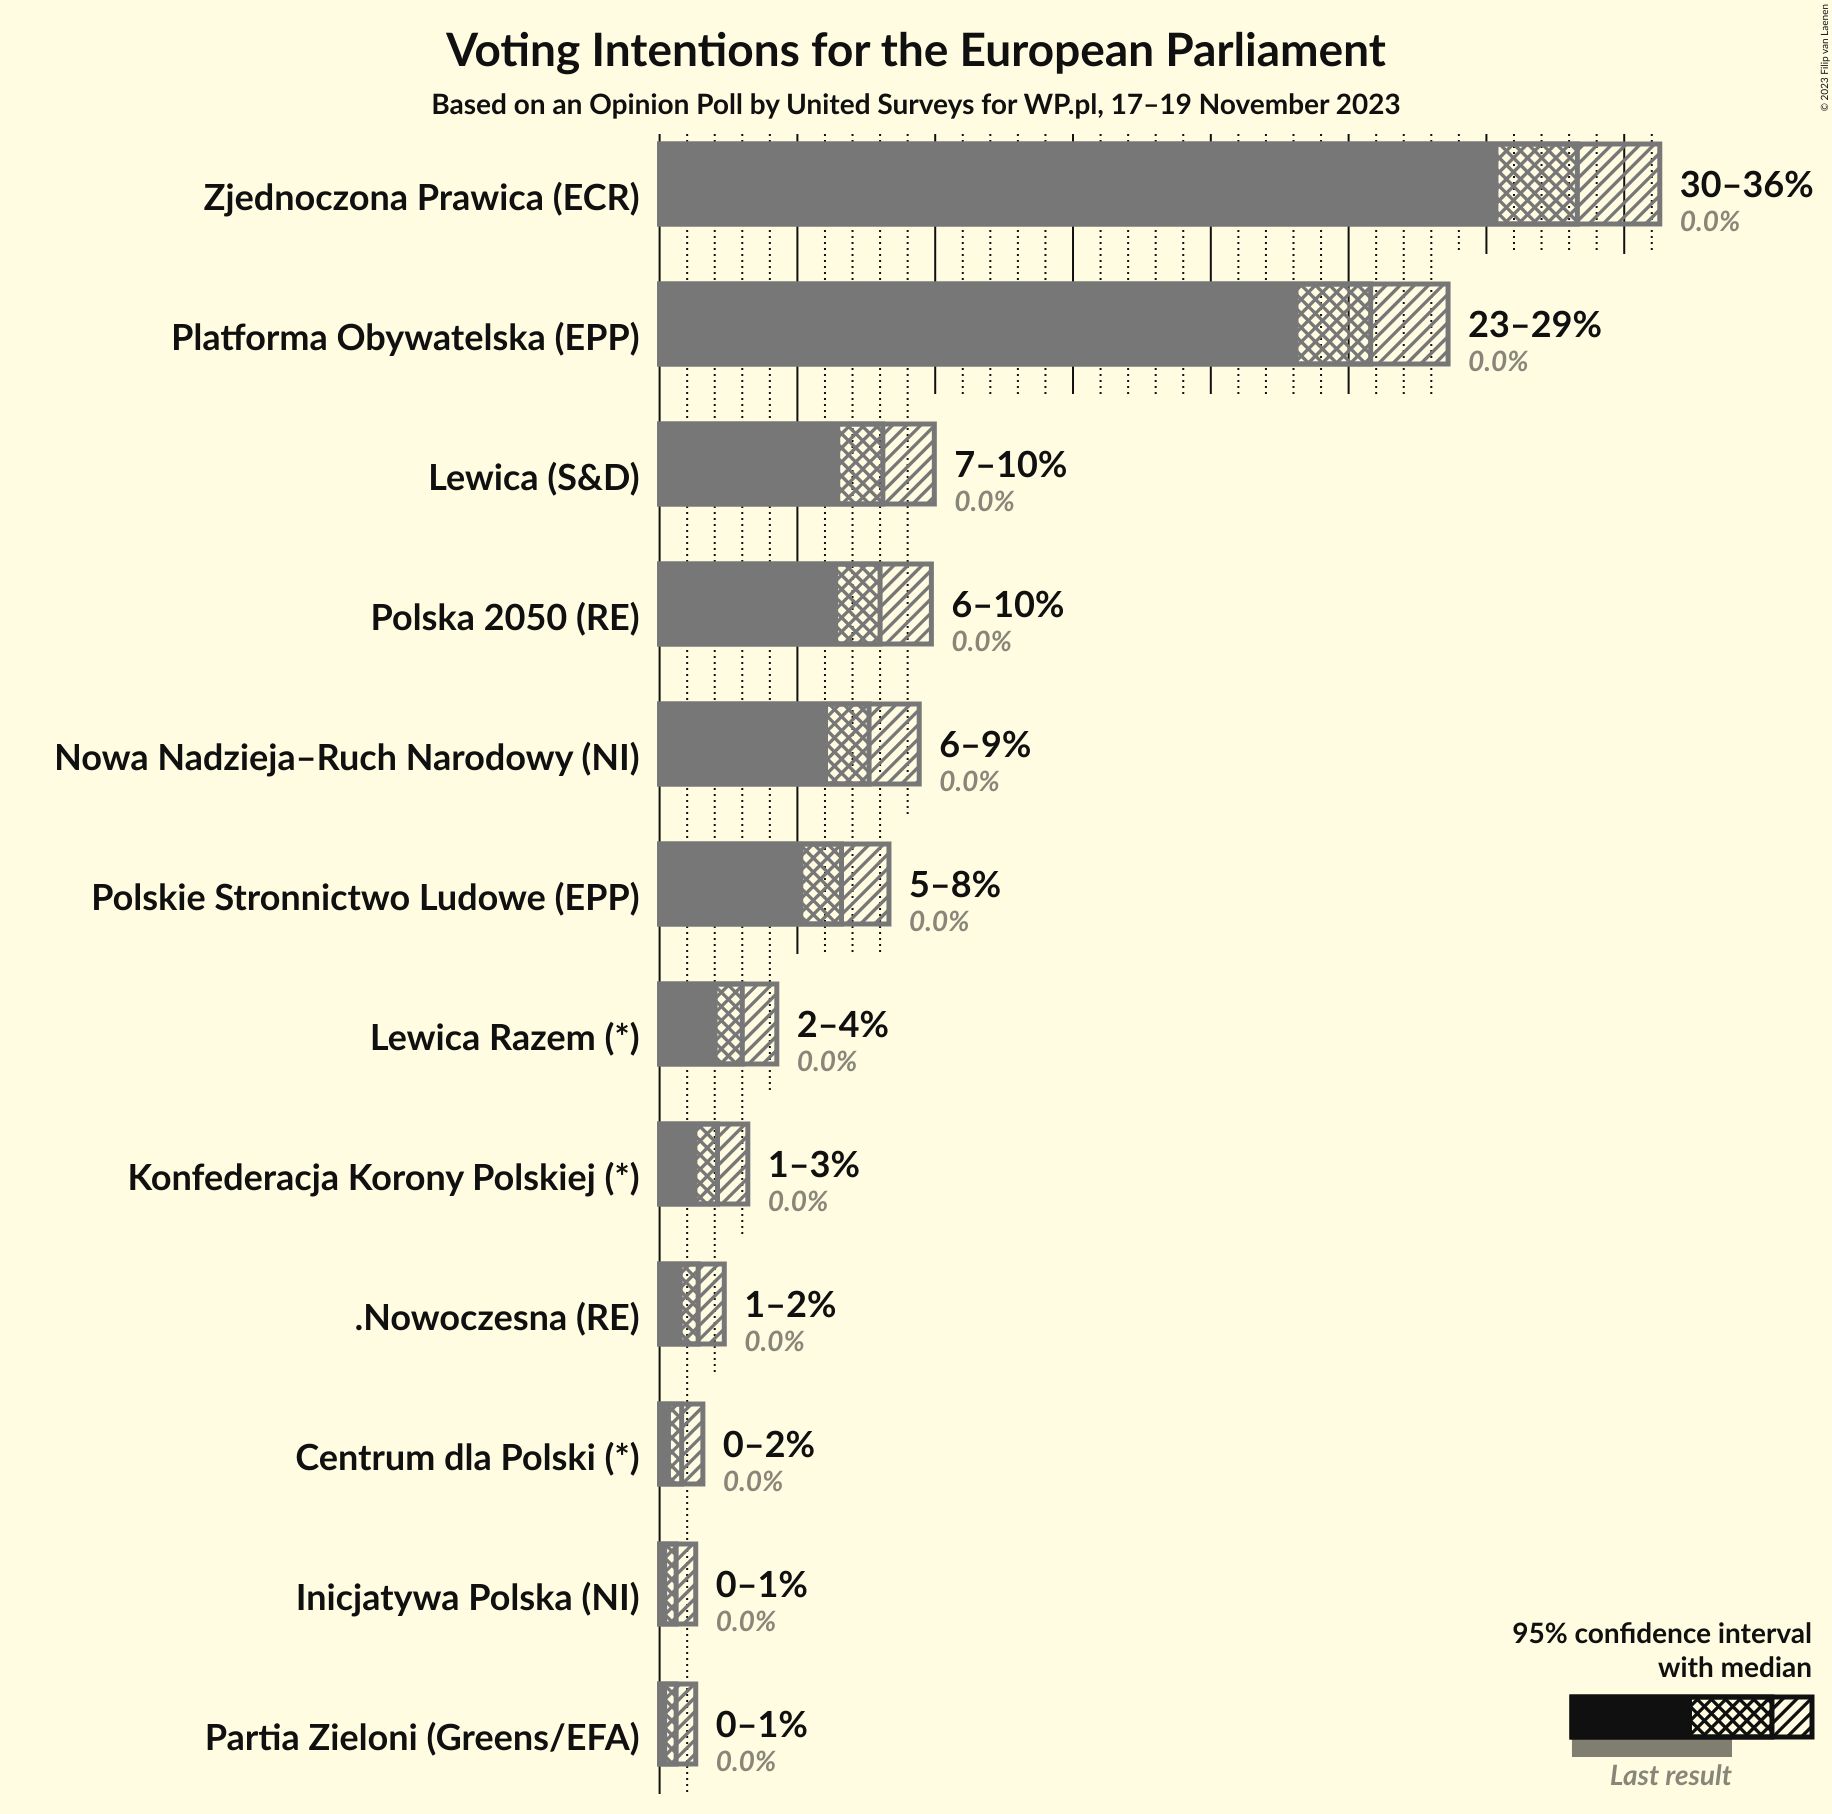 Voting Intentions for the European Parliament
Based on an Opinion Poll by United Surveys for WP.pl, 17–19 November 2023
© 2023 Filip van Laenen
Zjednoczona Prawica (ECR)
30–36%
0.0%
Platforma Obywatelska (EPP)
23–29%
0.0%
Lewica (S&D)
7–10%
0.0%
Polska 2050 (RE)
6–10%
0.0%
Nowa Nadzieja–Ruch Narodowy (NI)
6–9%
0.0%
Polskie Stronnictwo Ludowe (EPP)
5–8%
0.0%
Lewica Razem (*)
2–4%
0.0%
Konfederacja Korony Polskiej (*)
1–3%
0.0%
.Nowoczesna (RE)
1–2%
0.0%
Centrum dla Polski (*)
0–2%
0.0%
Inicjatywa Polska (NI)
0–1%
0.0%
Partia Zieloni (Greens/EFA)
0–1%
0.0%
95% confidence interval
with median
Last result